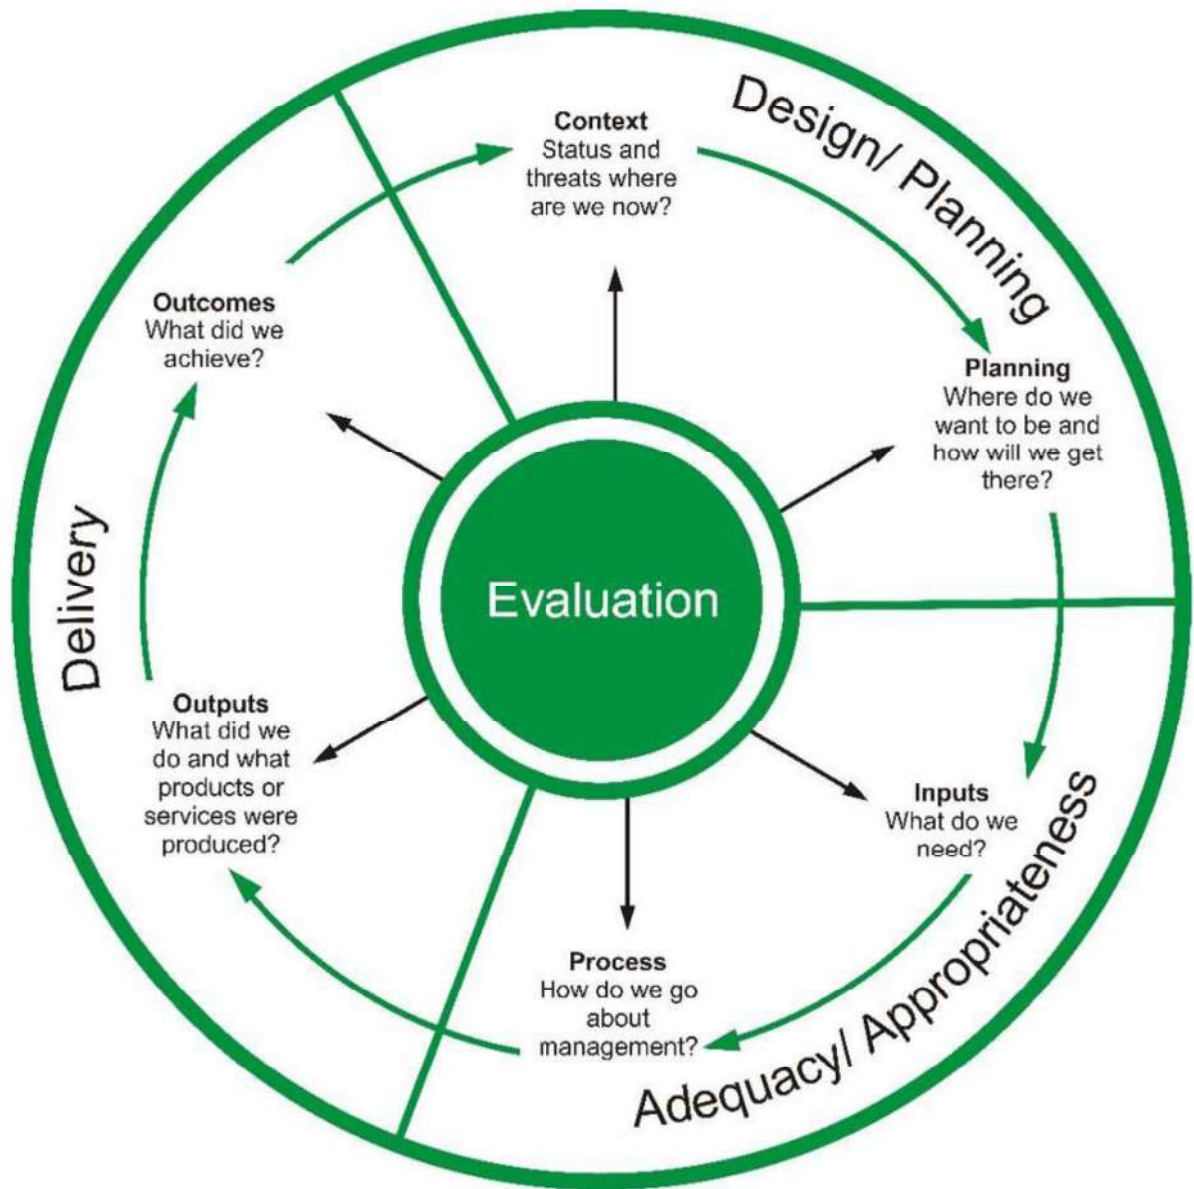 Design/ Planning
Context
Status and
threats where
are we now?
Planning
Where do we
want to be and
how will we get
there?
Adequacy/ Appropriateness
Inputs
What do we
need?
Process
How do we go
about
management?
Delivery
Outputs
What did we
do and what
products or
services were
produced?
Outcomes
What did we
achieve?
Evaluation